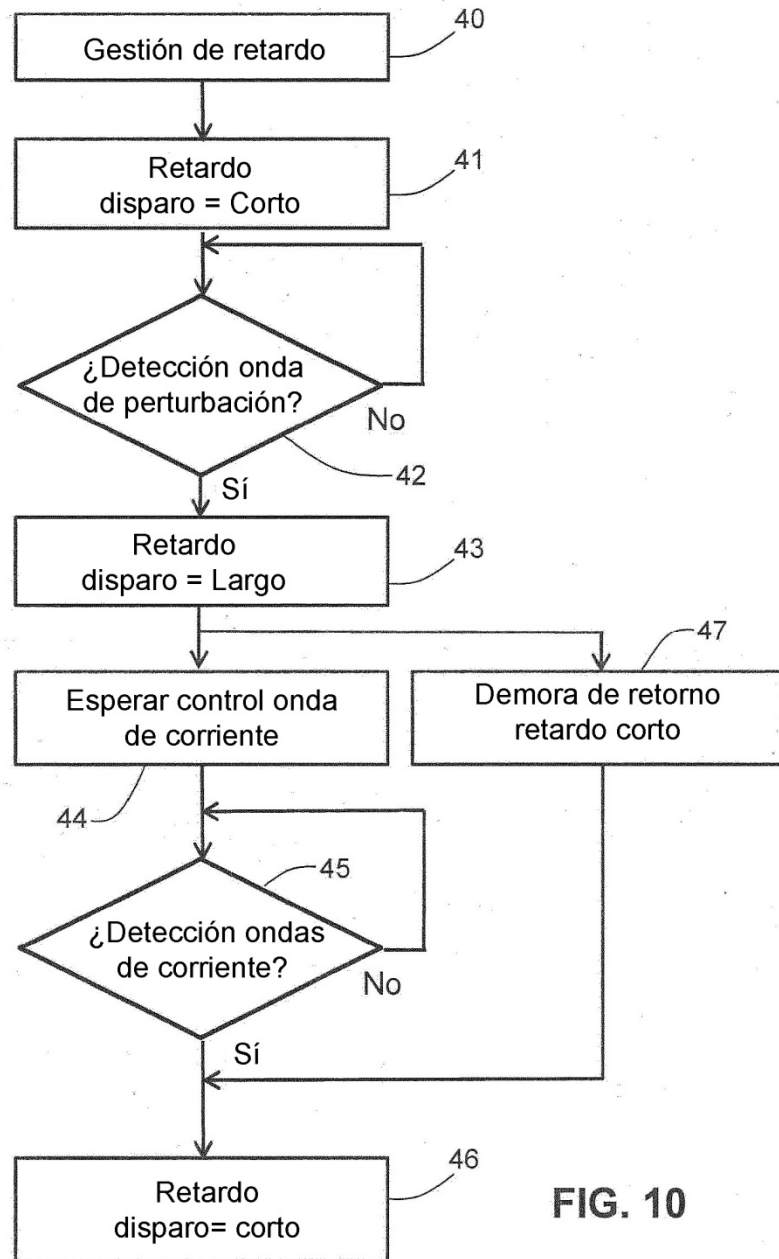 40
Gestión de retardo
41
Retardo
disparo = Corto
¿Detección onda
de perturbación?
No
42
Sí
Retardo
disparo = Largo
43
47
Esperar control onda
de corriente
Demora de retorno
retardo corto
44
45
¿Detección ondas
de corriente?
No
Sí
46
Retardo
disparo= corto
FIG. 10